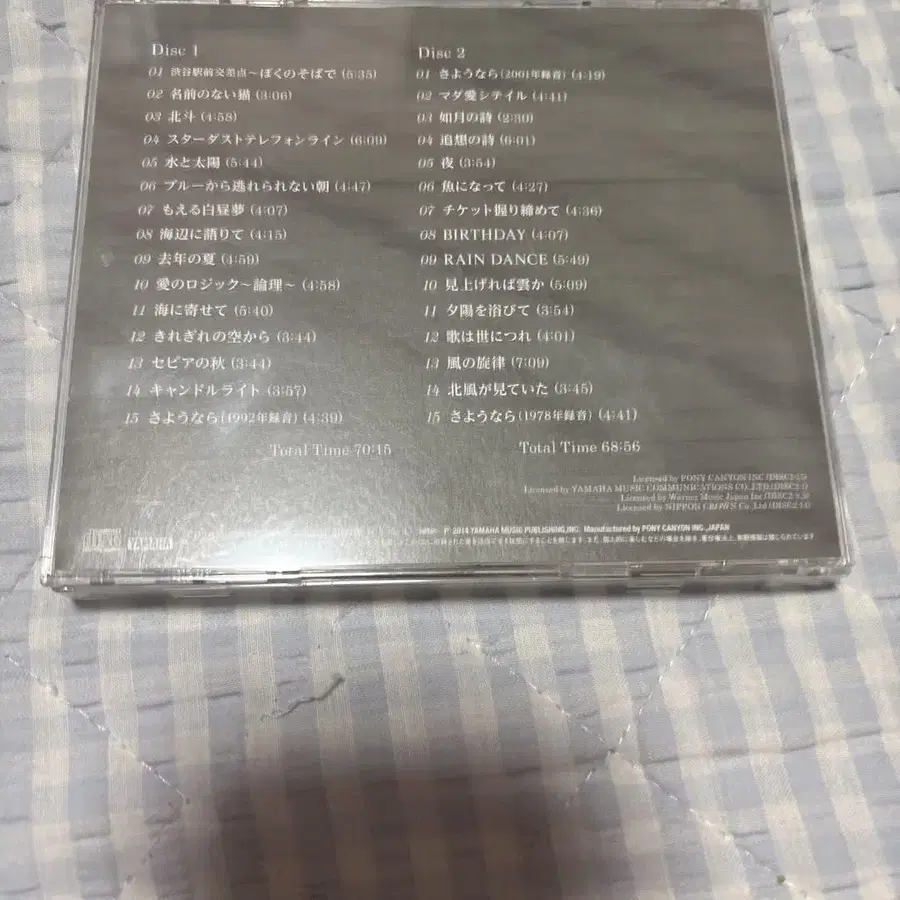 Disc 1
01 渋谷駅前交差点〜ぼくのそばで (5:35)
02 名前のない猫 (3:06)
03 北斗 (4:58)
04 スターダストテレフォンライン (6:09)
05 水と太陽 (5:44)
06 ブルーから逃れられない朝 (4:47)
07 もえる白昼夢 (4:07)
08 海辺に語りて (4:15)
09 去年の夏 (4:59)
10 愛のロジック〜論理〜 (4:58)
11 海に寄せて (5:40)
12 きれぎれの空から (3:44)
13 セピアの秋 (3:44)
14 キャンドルライト (3:57)
15 さようなら (1992年録音) (4:39)
Total Time 70:15
Disc 2
01 さようなら (2001年録音) (4:19)
02 マダ愛シテイル (4:41)
03 如月の詩 (2:30)
04 追想の詩 (6:01)
05 夜 (3:54)
06 魚になって (4:27)
07 チケット握り締めて (4:36)
08 BIRTHDAY (4:07)
09 RAIN DANCE (5:49)
10 見上げれば雲か (5:09)
11 夕陽を浴びて (3:54)
12 歌は世につれ (4:01)
13 風の旋律 (7:09)
14 北風が見ていた (3:45)
15 さようなら (1978年録音) (4:41)
Total Time 68:56
Licensed by PONY CANYON INC.
Licensed by YAMAHA MUSIC COMMUNICATIONS CO.,LTD.
Licensed by Warner Music Japan Inc.
Licensed by NIPPON CROWN Co.,Ltd.
YAMAHA
P 2014 YAMAHA MUSIC PUBLISHING,INC. Manufactured by PONY CANYON INC.,JAPAN